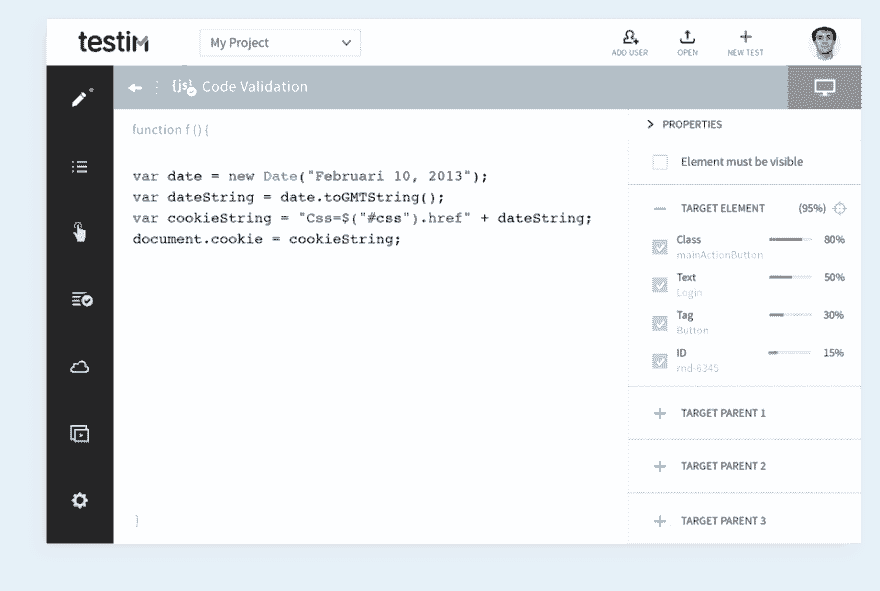 testim
My Project
ADD USER
OPEN
NEW TEST
{js}
Code Validation
function f () {
var date = new Date("Februari 10, 2013");
var dateString = date.toGMTString();
var cookieString = "Css=$("#css").href" + dateString;
document.cookie = cookieString;
}
PROPERTIES
Element must be visible
TARGET ELEMENT (95%)
Class 80%
mainActionButton
Text 50%
Login
Tag 30%
Button
ID 15%
rnd-6345
TARGET PARENT 1
TARGET PARENT 2
TARGET PARENT 3